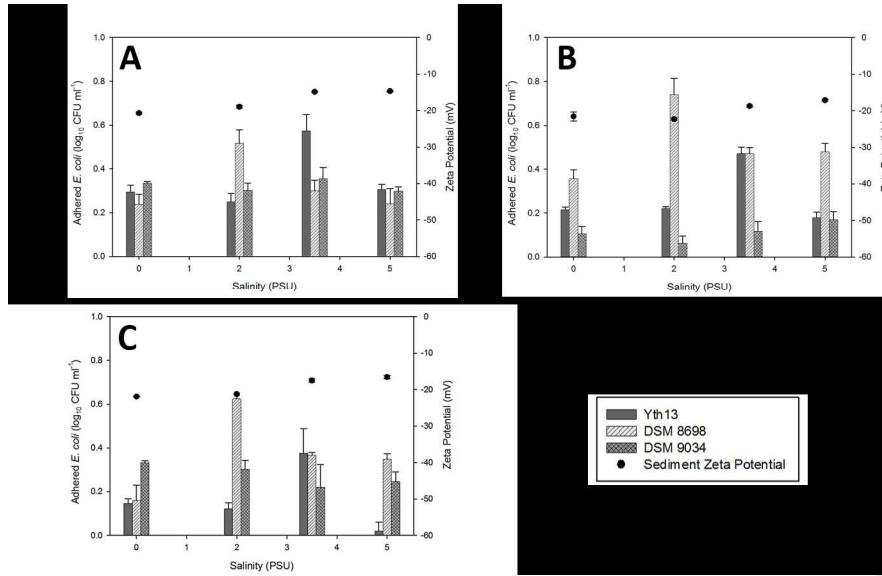 A
1.0
0.8
0.6
0.4
0.2
0.0
Adhered E. coli (log10 CFU ml-1)
0
-10
-20
-30
-40
-50
-60
Zeta Potential (mV)
0 1 2 3 4 5
Salinity (PSU)
B
1.0
0.8
0.6
0.4
0.2
0.0
Adhered E. coli (log10 CFU ml-1)
0
-10
-20
-30
-40
-50
-60
0 1 2 3 4 5
Salinity (PSU)
C
1.0
0.8
0.6
0.4
0.2
0.0
Adhered E. coli (log10 CFU ml-1)
0
-10
-20
-30
-40
-50
-60
Zeta Potential (mV)
0 1 2 3 4 5
Salinity (PSU)
Yth13
DSM 8698
DSM 9034
Sediment Zeta Potential